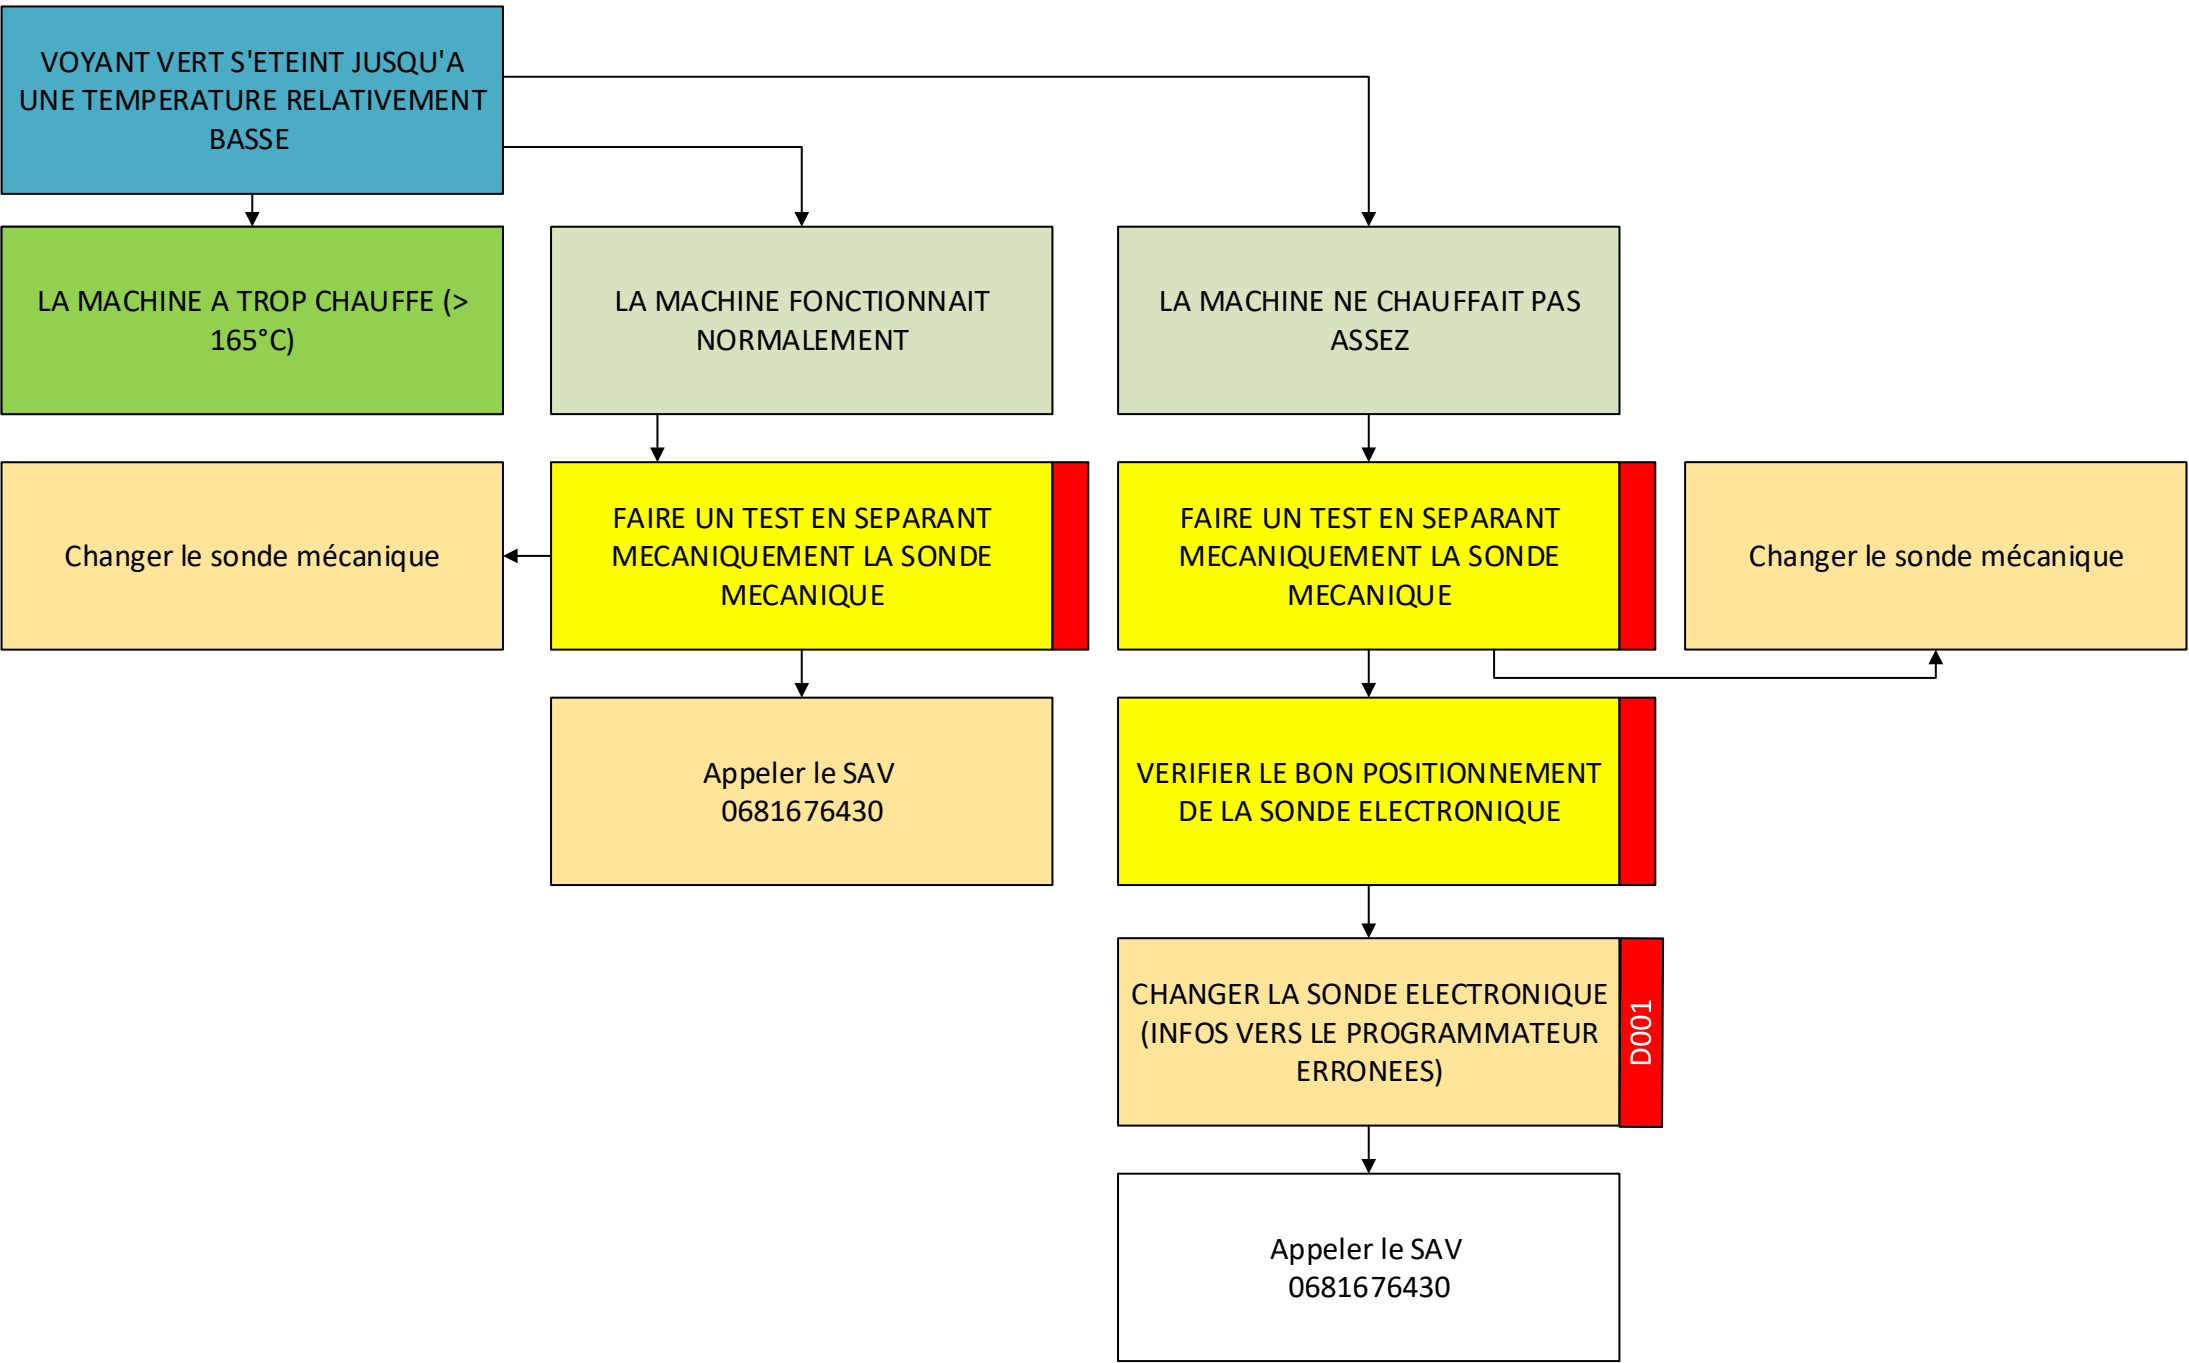 VOYANT VERT S'ETEINT JUSQU'A
UNE TEMPERATURE RELATIVEMENT
BASSE
LA MACHINE A TROP CHAUFFE (>
165°C)
LA MACHINE FONCTIONNAIT
NORMALEMENT
LA MACHINE NE CHAUFFAIT PAS
ASSEZ
Changer le sonde mécanique
FAIRE UN TEST EN SEPARANT
MECANIQUEMENT LA SONDE
MECANIQUE
FAIRE UN TEST EN SEPARANT
MECANIQUEMENT LA SONDE
MECANIQUE
Changer le sonde mécanique
Appeler le SAV
0681676430
VERIFIER LE BON POSITIONNEMENT
DE LA SONDE ELECTRONIQUE
CHANGER LA SONDE ELECTRONIQUE
(INFOS VERS LE PROGRAMMATEUR
ERRONEES)
D001
Appeler le SAV
0681676430